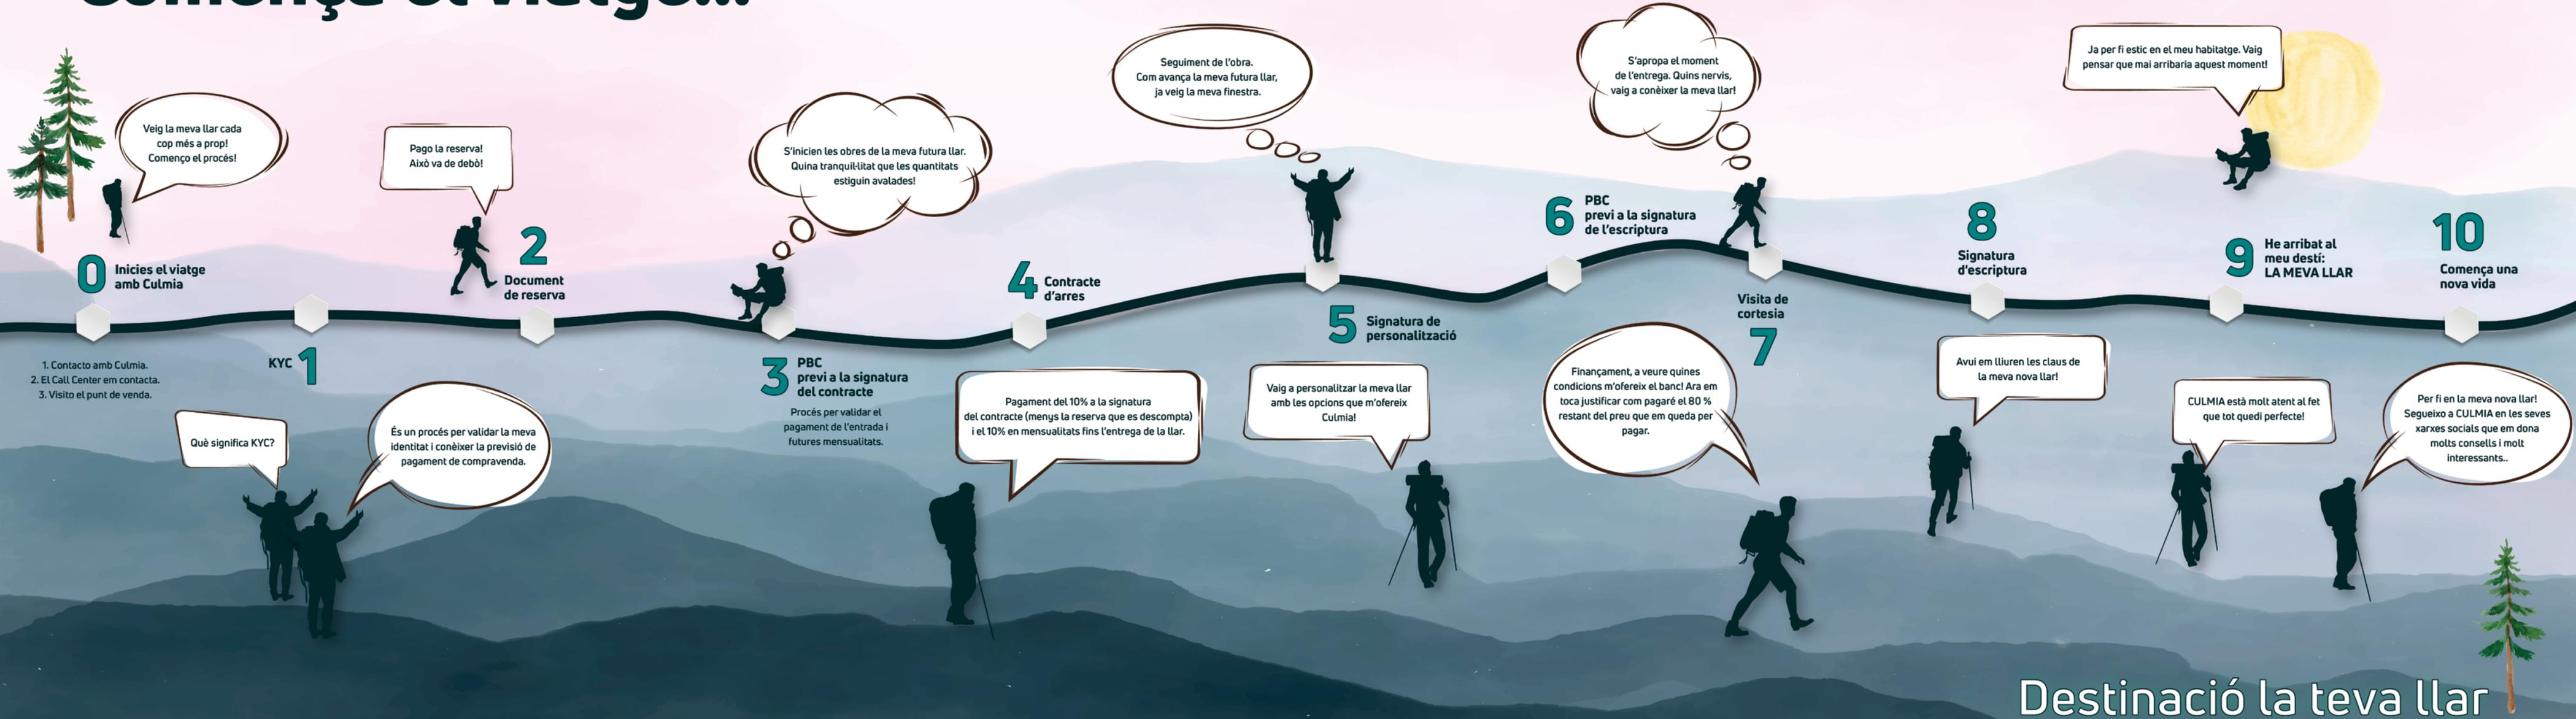 Comença el viatge...
Veig la meva llar cada
cop més a prop!
Començo el procés!
0
Inicies el viatge
amb Culmia
1. Contacto amb Culmia.
2. El Call Center em contacta.
3. Visito el punt de venda.
KYC
1
Què significa KYC?
És un procés per validar la meva
identitat i conèixer la previsió de
pagament de compravenda.
Pago la reserva!
Això va de debò!
2
Document
de reserva
S'inicien les obres de la meva futura llar.
Quina tranquil·litat que les quantitats
estiguin avalades!
3
PBC
previ a la signatura
del contracte
Procés per validar el
pagament de l'entrada i
futures mensualitats.
4
Contracte
d'arres
Pagament del 10% a la signatura
del contracte (menys la reserva que es descompta)
i el 10% en mensualitats fins l'entrega de la llar.
Seguiment de l'obra.
Com avança la meva futura llar,
ja veig la meva finestra.
5
Signatura de
personalització
Vaig a personalitzar la meva llar
amb les opcions que m'ofereix
Culmia!
6
PBC
previ a la signatura
de l'escriptura
Finançament, a veure quines
condicions m'ofereix el banc! Ara em
toca justificar com pagaré el 80 %
restant del preu que em queda per
pagar.
S'apropa el moment
de l'entrega. Quins nervis,
vaig a conèixer la meva llar!
Visita de
cortesia
7
8
Signatura
d'escriptura
Avui em lliuren les claus de
la meva nova llar!
Ja per fi estic en el meu habitatge. Vaig
pensar que mai arribaria aquest moment!
9
He arribat al
meu destí:
LA MEVA LLAR
CULMIA està molt atent al fet
que tot quedi perfecte!
10
Comença una
nova vida
Per fi en la meva nova llar!
Segueixo a CULMIA en les seves
xarxes socials que em dona
molts consells i molt
interessants..
Destinació la teva llar